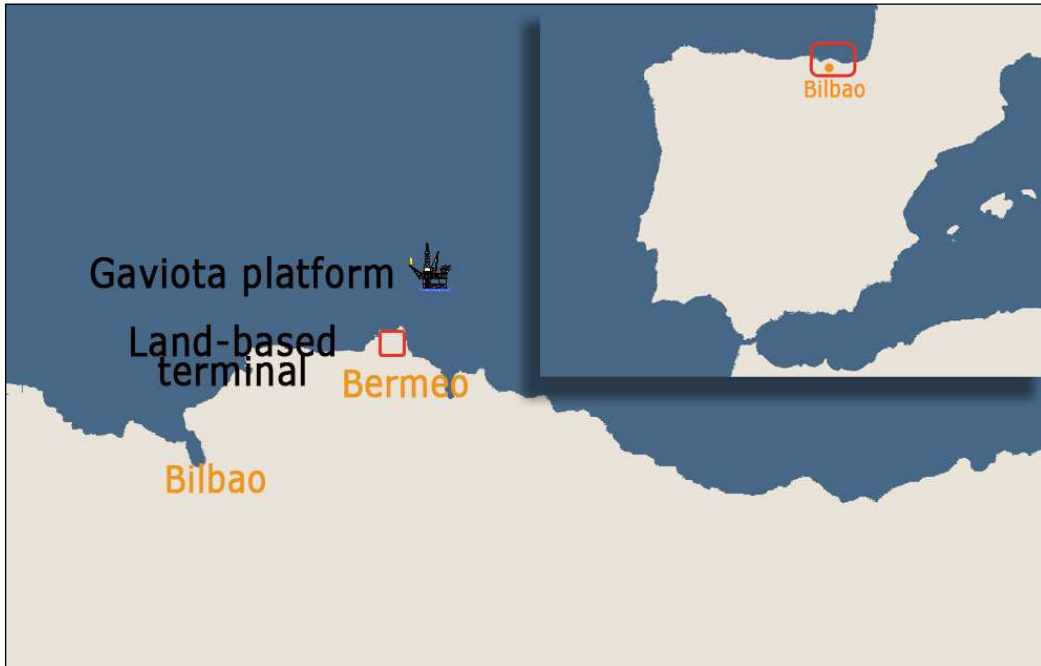 Bilbao
Gaviota platform
Land-based
terminal
Bermeo
Bilbao